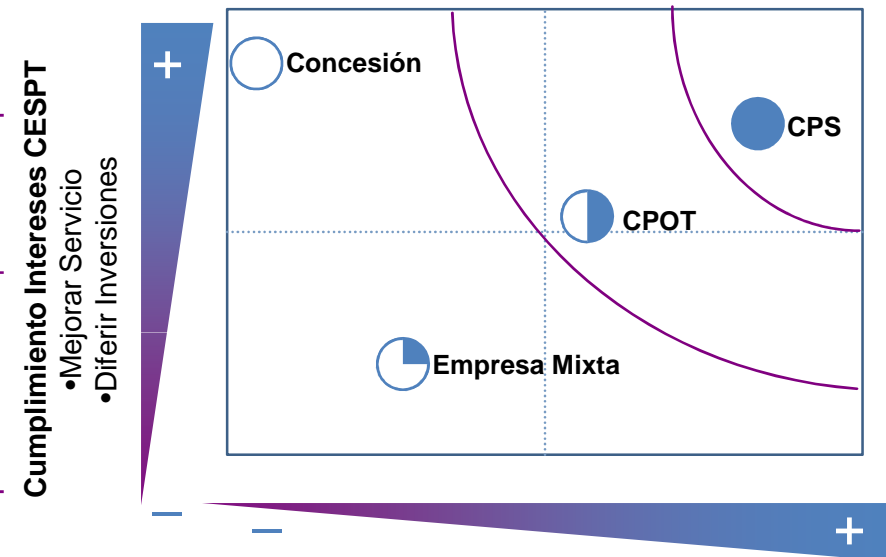 Cumplimiento Intereses CESPT
•Mejorar Servicio
•Diferir Inversiones
+
–
Concesión
CPS
CPOT
Empresa Mixta
–
+